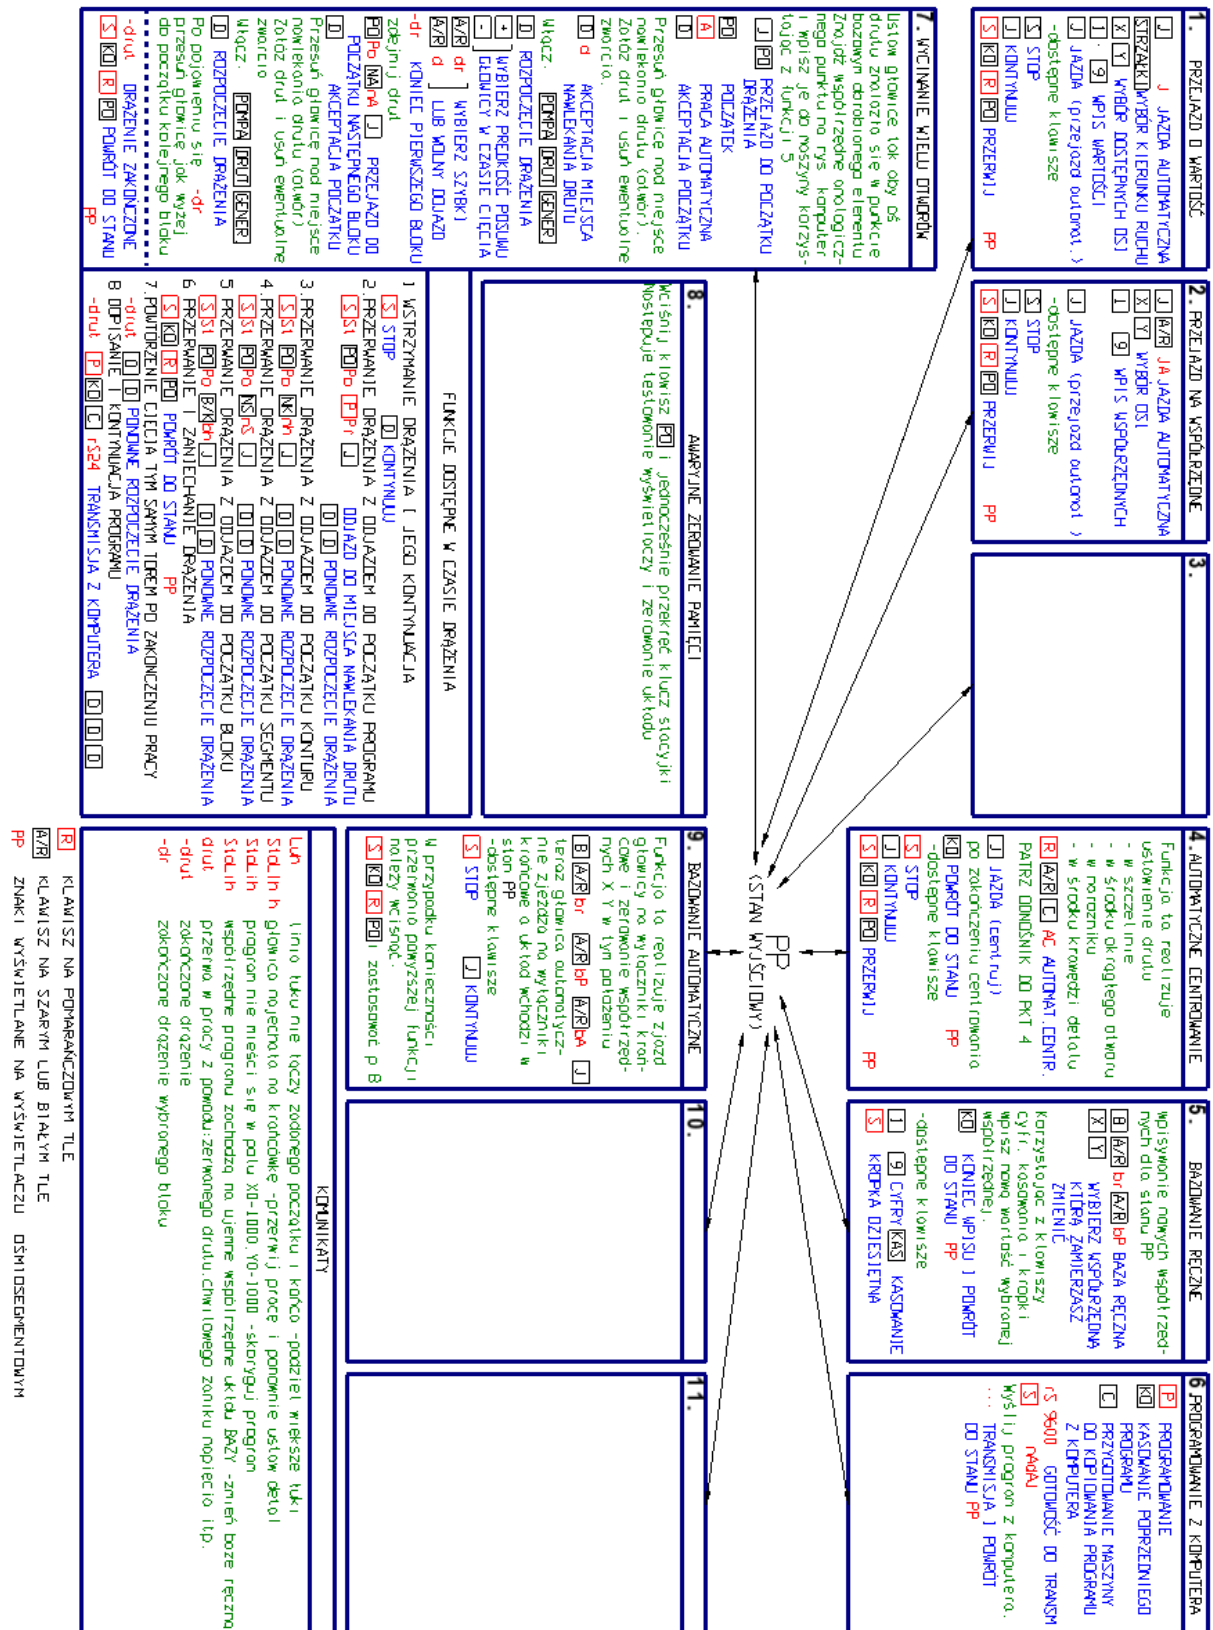 1. PRZEJAZD O WARTOŚĆ
J J JAZDA AUTOMATYCZNA
STRZAŁKI WYBÓR KIERUNKU RUCHU
X Y WYBÓR DOSTĘPNYCH OSI
1 . 9 WPIS WARTOŚCI
J JAZDA (przejazd automat.)
-dostępne klawisze
S STOP
J KONTYNUUJ
S KO R PO PRZERWIJ PP
2. PRZEJAZD NA WSPÓŁRZĘDNE
J A/R JA JAZDA AUTOMATYCZNA
X Y WYBÓR OSI
1 9 WPIS WSPÓŁRZĘDNYCH
J JAZDA (przejazd automat )
-dostępne klawisze
S STOP
J KONTYNUUJ
S KO R PO PRZERWIJ PP
3.
4. AUTOMATYCZNE CENTROWANIE
Funkcja ta realizuje
ustawienie drutu
- w szczelinie
- w środku okrągłego otworu
- w narożniku
- w środku krawędzi detalu
R A/R C AC AUTOMAT.CENTR.
PATRZ ODNOŚNIK DO PKT 4
J JAZDA (centruj)
po zakończeniu centrowania
KO POWRÓT DO STANU PP
-dostępne klawisze
S STOP
J KONTYNUUJ
S KO R PO PRZERWIJ PP
5. BAZOWANIE RĘCZNE
Wpisywanie nowych współrzęd-
nych dla stanu PP
B A/R br A/R bP BAZA RĘCZNA
X Y WYBIERZ WSPÓŁRZĘDNĄ
KTÓRĄ ZAMIERZASZ
ZMIENIĆ
Korzystając z klawiszy
cyfr, kasowania i kropki
wpisz nową wartość wybranej
współrzędnej.
KO KONIEC WPISU I POWRÓT
DO STANU PP
-dostępne klawisze
1 9 CYFRY KAS KASOWANIE
S KROPKA DZIESIĘTNA
6 PROGRAMOWANIE Z KOMPUTERA
P PROGRAMOWANIE
KO KASOWANIE POPRZEDNIEGO
PROGRAMU
C PRZYGOTOWANIE MASZYNY
DO KOPIOWANIA PROGRAMU
Z KOMPUTERA
rS 9600 GOTOWOŚĆ DO TRANSM
S nAdAJ
Wyślij program z komputera.
... TRANSMISJA I POWRÓT
DO STANU PP
PP
(STAN WYJŚCIOWY)
7. WYCINANIE WIELU OTWORÓW
Ustaw głowice tak aby oś
drutu znalazła się w punkcie
bazowym obrabianego elementu
Znajdź współrzędne analogicz-
nego punktu na rys komputer
i wpisz je do maszyny korzys-
tając z funkcji 5
J PO PRZEJAZD DO POCZĄTKU
DRĄŻENIA
PO POCZĄTEK
A PRACA AUTOMATYCZNA
D AKCEPTACJA POCZĄTKU
Przesuń głowicę nad miejsce
nawlekania drutu (otwór).
Załóż drut i usuń ewentualne
zwarcia.
D d AKCEPTACJA MIEJSCA
NAWLEKANIA DRUTU
Włącz. POMPA DRUT GENER
D ROZPOCZĘCIE DRĄŻENIA
+ WYBIERZ PRĘDKOŚĆ POSUWU
- GŁOWICY W CZASIE CIĘCIA
A/R dr WYBIERZ SZYBKI
A/R d LUB WOLNY DOJAZD
-dr KONIEC PIERWSZEGO BLOKU
zdejmij drut
PO Po NA nA J PRZEJAZD DO
POCZĄTKU NASTĘPNEGO BLOKU
D AKCEPTACJA POCZĄTKU
Przesuń głowicę nad miejsce
nawlekania drutu (otwór)
Załóż drut i usuń ewentualne
zwarcia
Włącz. POMPA DRUT GENER
D ROZPOCZĘCIE DRĄŻENIA
Po pojawieniu się -dr
przesuń głowicę jak wyżej
do początku kolejnego bloku
-drut DRĄŻENIE ZAKOŃCZONE
S KO R PO POWRÓT DO STANU
PP
8. AWARYJNE ZEROWANIE PAMIĘCI
Wciśnij klawisz PO i jednocześnie przekręć klucz stacyjki
Następuje testowanie wyświetlaczy i zerowanie układu
FUNKCJE DOSTĘPNE W CZASIE DRĄŻENIA
1 WSTRZYMANIE DRĄŻENIA I JEGO KONTYNUACJA
S STOP D KONTYNUUJ
2.PRZERWANIE DRĄŻENIA Z ODJAZDEM DO POCZĄTKU PROGRAMU
S St PO Po P Pr J ODJAZD DO MIEJSCA NAWLEKANIA DRUTU
D D PONOWNE ROZPOCZĘCIE DRĄŻENIA
3.PRZERWANIE DRĄŻENIA Z ODJAZDEM DO POCZĄTKU KONTURU
S St PO Po NK nh J D D PONOWNE ROZPOCZĘCIE DRĄŻENIA
4.PRZERWANIE DRĄŻENIA Z ODJAZDEM DO POCZĄTKU SEGMENTU
S St PO Po NS nS J D D PONOWNE ROZPOCZĘCIE DRĄŻENIA
5 PRZERWANIE DRĄŻENIA Z ODJAZDEM DO POCZĄTKU BLOKU
S St PO Po B/K bh J D D PONOWNE ROZPOCZĘCIE DRĄŻENIA
6 PRZERWANIE I ZANIECHANIE DRĄŻENIA
S KO R PO POWRÓT DO STANU PP
7.POWTÓRZENIE CIĘCIA TYM SAMYM TOREM PO ZAKOŃCZENIU PRACY
-drut D D PONOWNE ROZPOCZĘCIE DRĄŻENIA
8 DOPISANIE I KONTYNUACJA PROGRAMU
-drut P KO C rS24 TRANSMISJA Z KOMPUTERA D D D
9. BAZOWANIE AUTOMATYCZNE
Funkcja ta realizuje zjazd
głowicy na wyłączniki krań-
cowe i zerowanie współrzęd-
nych X Y w tym położeniu
B A/R br A/R bP A/R bA J
teraz głowica automatycz-
nie zjeżdża na wyłączniki
krańcowe a układ wchodzi w
stan PP
-dostępne klawisze
S STOP J KONTYNUUJ
W przypadku konieczności
przerwania powyższej funkcji
należy wcisnąć
S KO R PO i zastosować p 8
10.
11.
KOMUNIKATY
Łuh linia łuku nie łączy zadanego początku i końca -podziel większe łuki
StoLih h głowica najechała na krańcówkę -przerwij pracę i ponownie ustaw detal
StoLih program nie mieści się w polu X0-1000,Y0-1000 -skoryguj program
StoLih współrzędne programu zachodzą na ujemne współrzędne układu BAZY -zmień bazę ręczną
drut przerwa w pracy z powodu:zerwanego drutu,chwilowego zaniku napięcia itp.
-drut zakończone drążenie
-dr zakończone drążenie wybranego bloku
R KLAWISZ NA POMARAŃCZOWYM TLE
A/R KLAWISZ NA SZARYM LUB BIAŁYM TLE
PP ZNAKI WYŚWIETLANE NA WYŚWIETLACZU OŚMIOSEGMENTOWYM